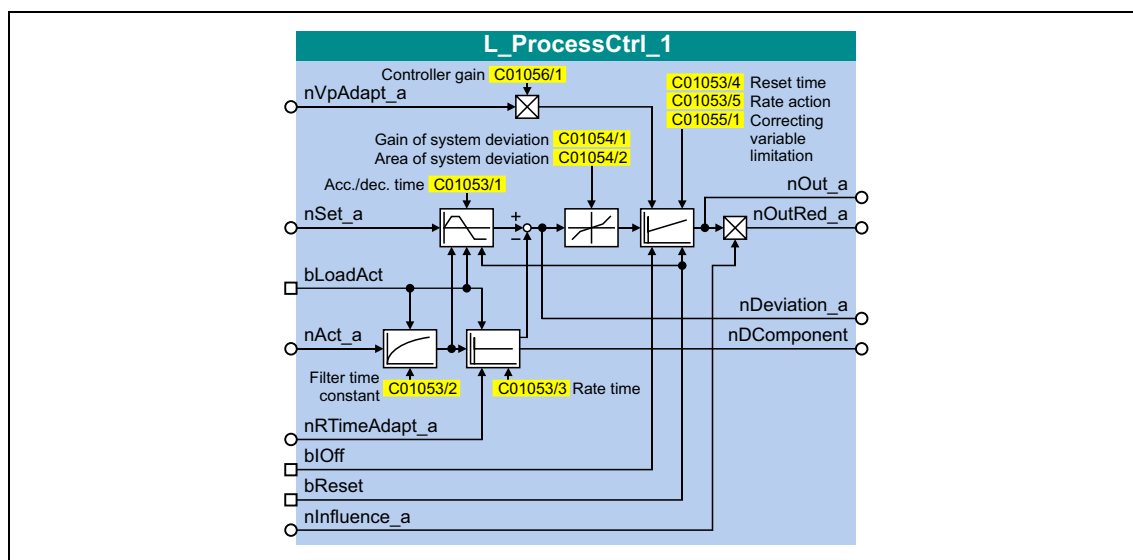 L_ProcessCtrl_1
Controller gain C01056/1
C01053/4 Reset time
C01053/5 Rate action
C01055/1 Correcting
variable
limitation
nVpAdapt_a
Gain of system deviation C01054/1
Area of system deviation C01054/2
Acc./dec. time C01053/1
nOut_a
nSet_a
+
−
nOutRed_a
bLoadAct
nDeviation_a
nAct_a
nDComponent
Filter time
constant C01053/2
C01053/3 Rate time
nRTimeAdapt_a
bIOff
bReset
nInfluence_a